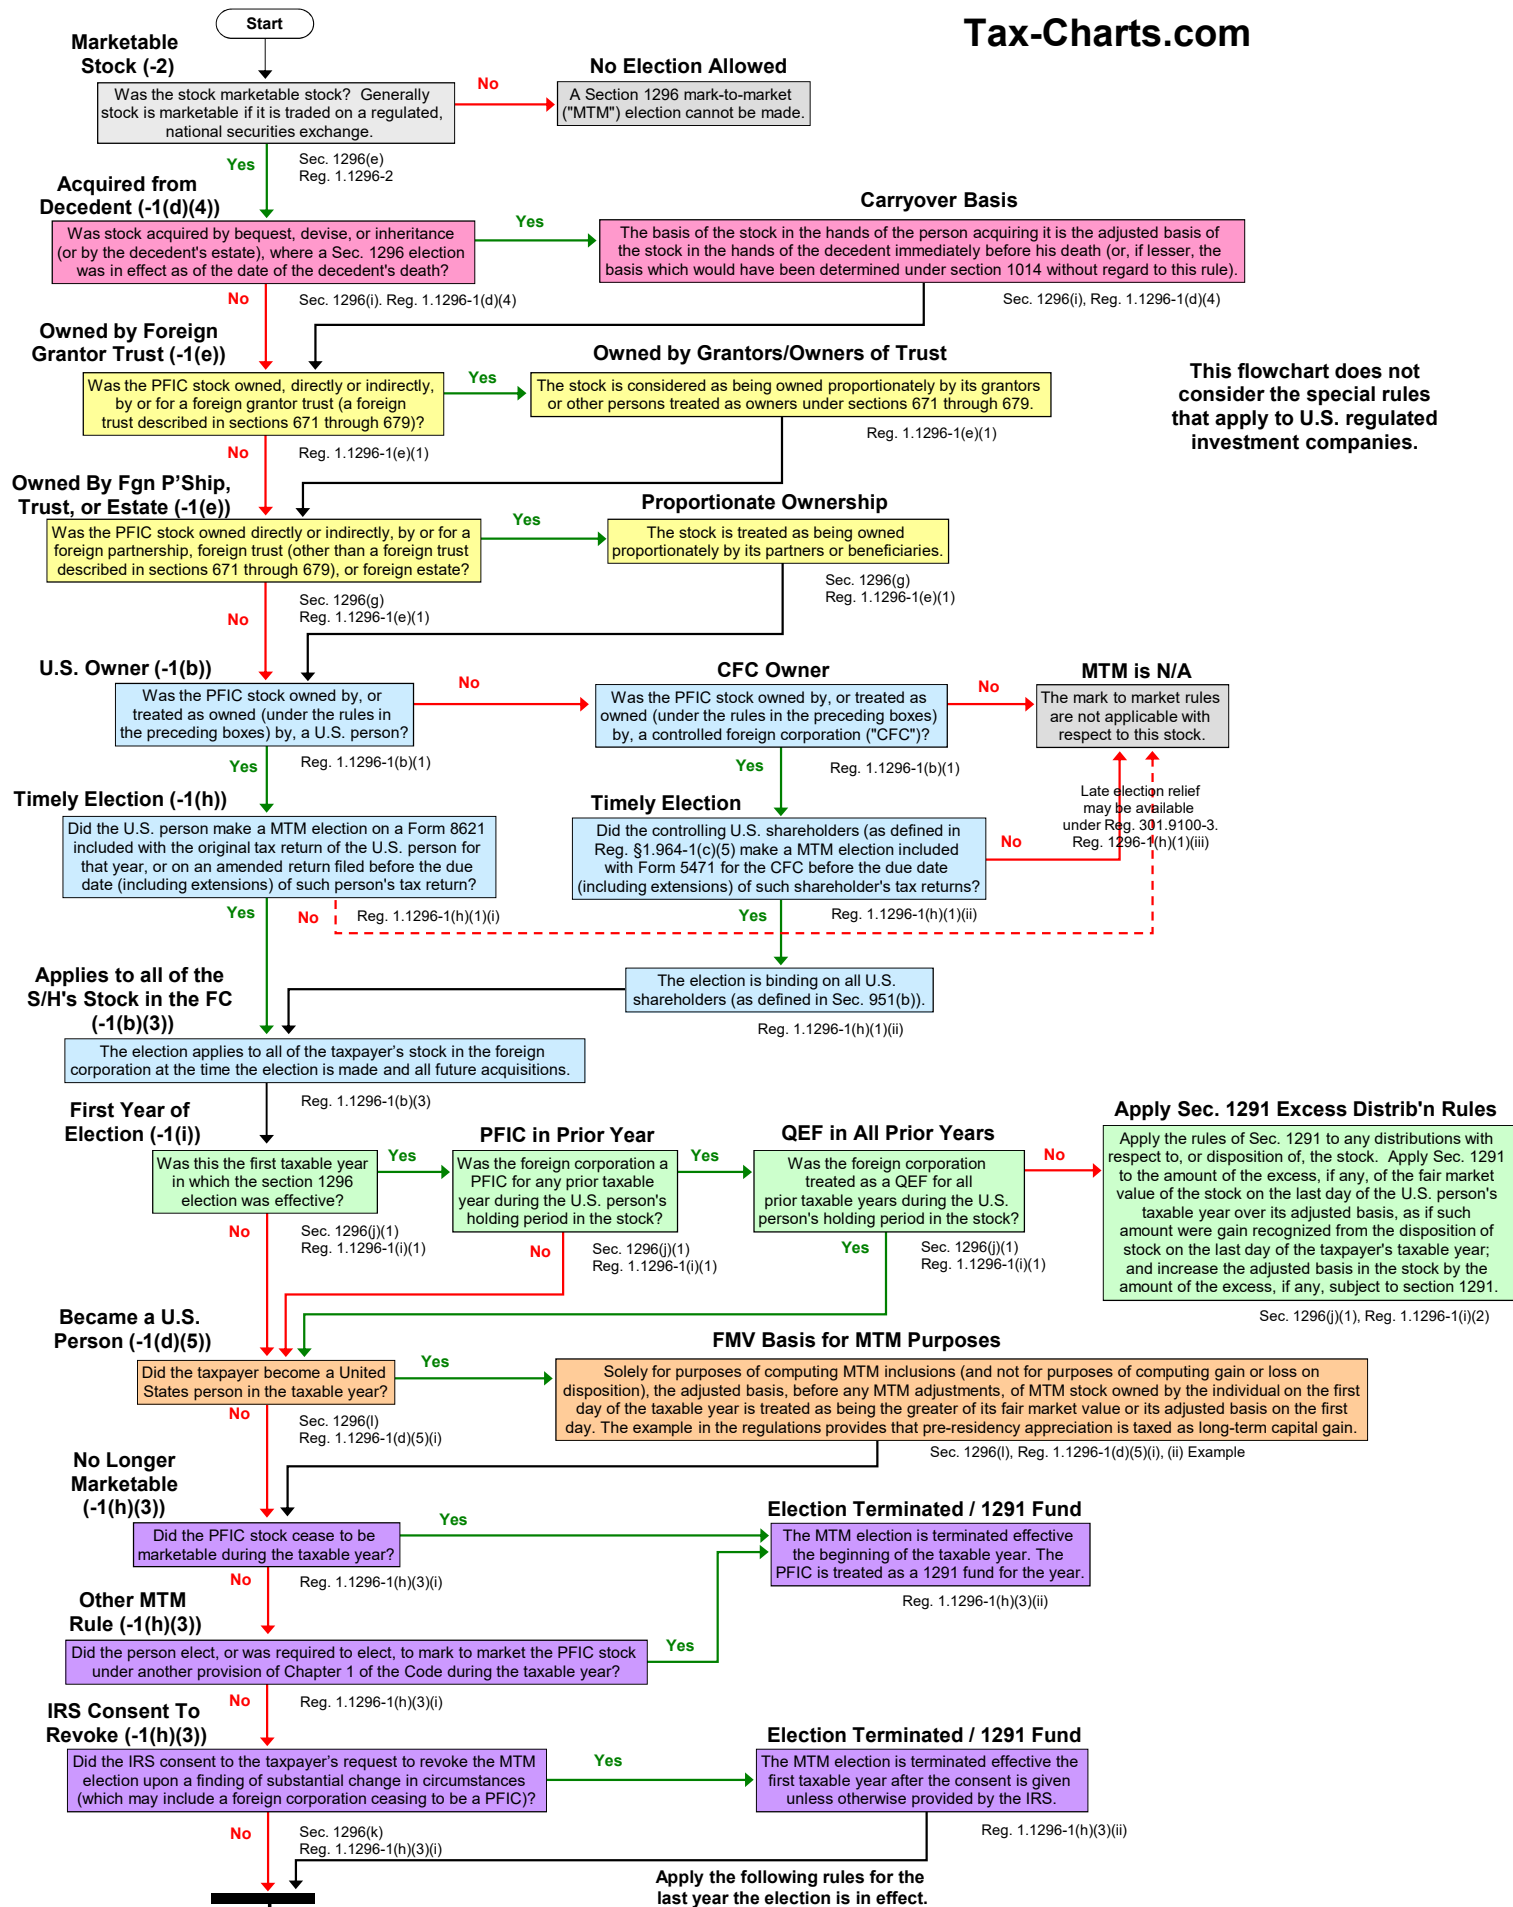 Start
Tax-Charts.com
Marketable
Stock (-2)
Was the stock marketable stock? Generally
stock is marketable if it is traded on a regulated,
national securities exchange.
No
No Election Allowed
A Section 1296 mark-to-market
("MTM") election cannot be made.
Yes
Sec. 1296(e)
Reg. 1.1296-2
Acquired from
Decedent (-1(d)(4))
Was stock acquired by bequest, devise, or inheritance
(or by the decedent's estate), where a Sec. 1296 election
was in effect as of the date of the decedent's death?
Yes
Carryover Basis
The basis of the stock in the hands of the person acquiring it is the adjusted basis of
the stock in the hands of the decedent immediately before his death (or, if lesser, the
basis which would have been determined under section 1014 without regard to this rule).
No
Sec. 1296(i). Reg. 1.1296-1(d)(4)
Sec. 1296(i), Reg. 1.1296-1(d)(4)
Owned by Foreign
Grantor Trust (-1(e))
Was the PFIC stock owned, directly or indirectly,
by or for a foreign grantor trust (a foreign
trust described in sections 671 through 679)?
Yes
Owned by Grantors/Owners of Trust
The stock is considered as being owned proportionately by its grantors
or other persons treated as owners under sections 671 through 679.
Reg. 1.1296-1(e)(1)
This flowchart does not
consider the special rules
that apply to U.S. regulated
investment companies.
No
Reg. 1.1296-1(e)(1)
Owned By Fgn P'Ship,
Trust, or Estate (-1(e))
Was the PFIC stock owned directly or indirectly, by or for a
foreign partnership, foreign trust (other than a foreign trust
described in sections 671 through 679), or foreign estate?
Yes
Proportionate Ownership
The stock is treated as being owned
proportionately by its partners or beneficiaries.
Sec. 1296(g)
Reg. 1.1296-1(e)(1)
No
Sec. 1296(g)
Reg. 1.1296-1(e)(1)
U.S. Owner (-1(b))
Was the PFIC stock owned by, or
treated as owned (under the rules in
the preceding boxes) by, a U.S. person?
No
CFC Owner
Was the PFIC stock owned by, or treated as
owned (under the rules in the preceding boxes)
by, a controlled foreign corporation ("CFC")?
No
MTM is N/A
The mark to market rules
are not applicable with
respect to this stock.
Yes
Reg. 1.1296-1(b)(1)
Yes
Reg. 1.1296-1(b)(1)
Late election relief
may be available
under Reg. 301.9100-3.
Reg. 1296-1(h)(1)(iii)
Timely Election (-1(h))
Did the U.S. person make a MTM election on a Form 8621
included with the original tax return of the U.S. person for
that year, or on an amended return filed before the due
date (including extensions) of such person's tax return?
Timely Election
Did the controlling U.S. shareholders (as defined in
Reg. §1.964-1(c)(5) make a MTM election included
with Form 5471 for the CFC before the due date
(including extensions) of such shareholder's tax returns?
No
Yes
No
Reg. 1.1296-1(h)(1)(i)
Yes
Reg. 1.1296-1(h)(1)(ii)
The election is binding on all U.S.
shareholders (as defined in Sec. 951(b)).
Reg. 1.1296-1(h)(1)(ii)
Applies to all of the
S/H's Stock in the FC
(-1(b)(3))
The election applies to all of the taxpayer's stock in the foreign
corporation at the time the election is made and all future acquisitions.
Reg. 1.1296-1(b)(3)
First Year of
Election (-1(i))
Was this the first taxable year
in which the section 1296
election was effective?
Yes
PFIC in Prior Year
Was the foreign corporation a
PFIC for any prior taxable
year during the U.S. person's
holding period in the stock?
Yes
QEF in All Prior Years
Was the foreign corporation
treated as a QEF for all
prior taxable years during the U.S.
person's holding period in the stock?
No
Apply Sec. 1291 Excess Distrib'n Rules
Apply the rules of Sec. 1291 to any distributions with
respect to, or disposition of, the stock. Apply Sec. 1291
to the amount of the excess, if any, of the fair market
value of the stock on the last day of the U.S. person's
taxable year over its adjusted basis, as if such
amount were gain recognized from the disposition of
stock on the last day of the taxpayer's taxable year;
and increase the adjusted basis in the stock by the
amount of the excess, if any, subject to section 1291.
Sec. 1296(j)(1), Reg. 1.1296-1(i)(2)
No
Sec. 1296(j)(1)
Reg. 1.1296-1(i)(1)
No
Sec. 1296(j)(1)
Reg. 1.1296-1(i)(1)
Yes
Sec. 1296(j)(1)
Reg. 1.1296-1(i)(1)
Became a U.S.
Person (-1(d)(5))
Did the taxpayer become a United
States person in the taxable year?
Yes
FMV Basis for MTM Purposes
Solely for purposes of computing MTM inclusions (and not for purposes of computing gain or loss on
disposition), the adjusted basis, before any MTM adjustments, of MTM stock owned by the individual on the first
day of the taxable year is treated as being the greater of its fair market value or its adjusted basis on the first
day. The example in the regulations provides that pre-residency appreciation is taxed as long-term capital gain.
Sec. 1296(l), Reg. 1.1296-1(d)(5)(i), (ii) Example
No
Sec. 1296(l)
Reg. 1.1296-1(d)(5)(i)
No Longer
Marketable
(-1(h)(3))
Did the PFIC stock cease to be
marketable during the taxable year?
Yes
Election Terminated / 1291 Fund
The MTM election is terminated effective
the beginning of the taxable year. The
PFIC is treated as a 1291 fund for the year.
Reg. 1.1296-1(h)(3)(ii)
No
Reg. 1.1296-1(h)(3)(i)
Other MTM
Rule (-1(h)(3))
Did the person elect, or was required to elect, to mark to market the PFIC stock
under another provision of Chapter 1 of the Code during the taxable year?
Yes
No
Reg. 1.1296-1(h)(3)(i)
IRS Consent To
Revoke (-1(h)(3))
Did the IRS consent to the taxpayer's request to revoke the MTM
election upon a finding of substantial change in circumstances
(which may include a foreign corporation ceasing to be a PFIC)?
Yes
Election Terminated / 1291 Fund
The MTM election is terminated effective the
first taxable year after the consent is given
unless otherwise provided by the IRS.
Reg. 1.1296-1(h)(3)(ii)
No
Sec. 1296(k)
Reg. 1.1296-1(h)(3)(i)
Apply the following rules for the
last year the election is in effect.